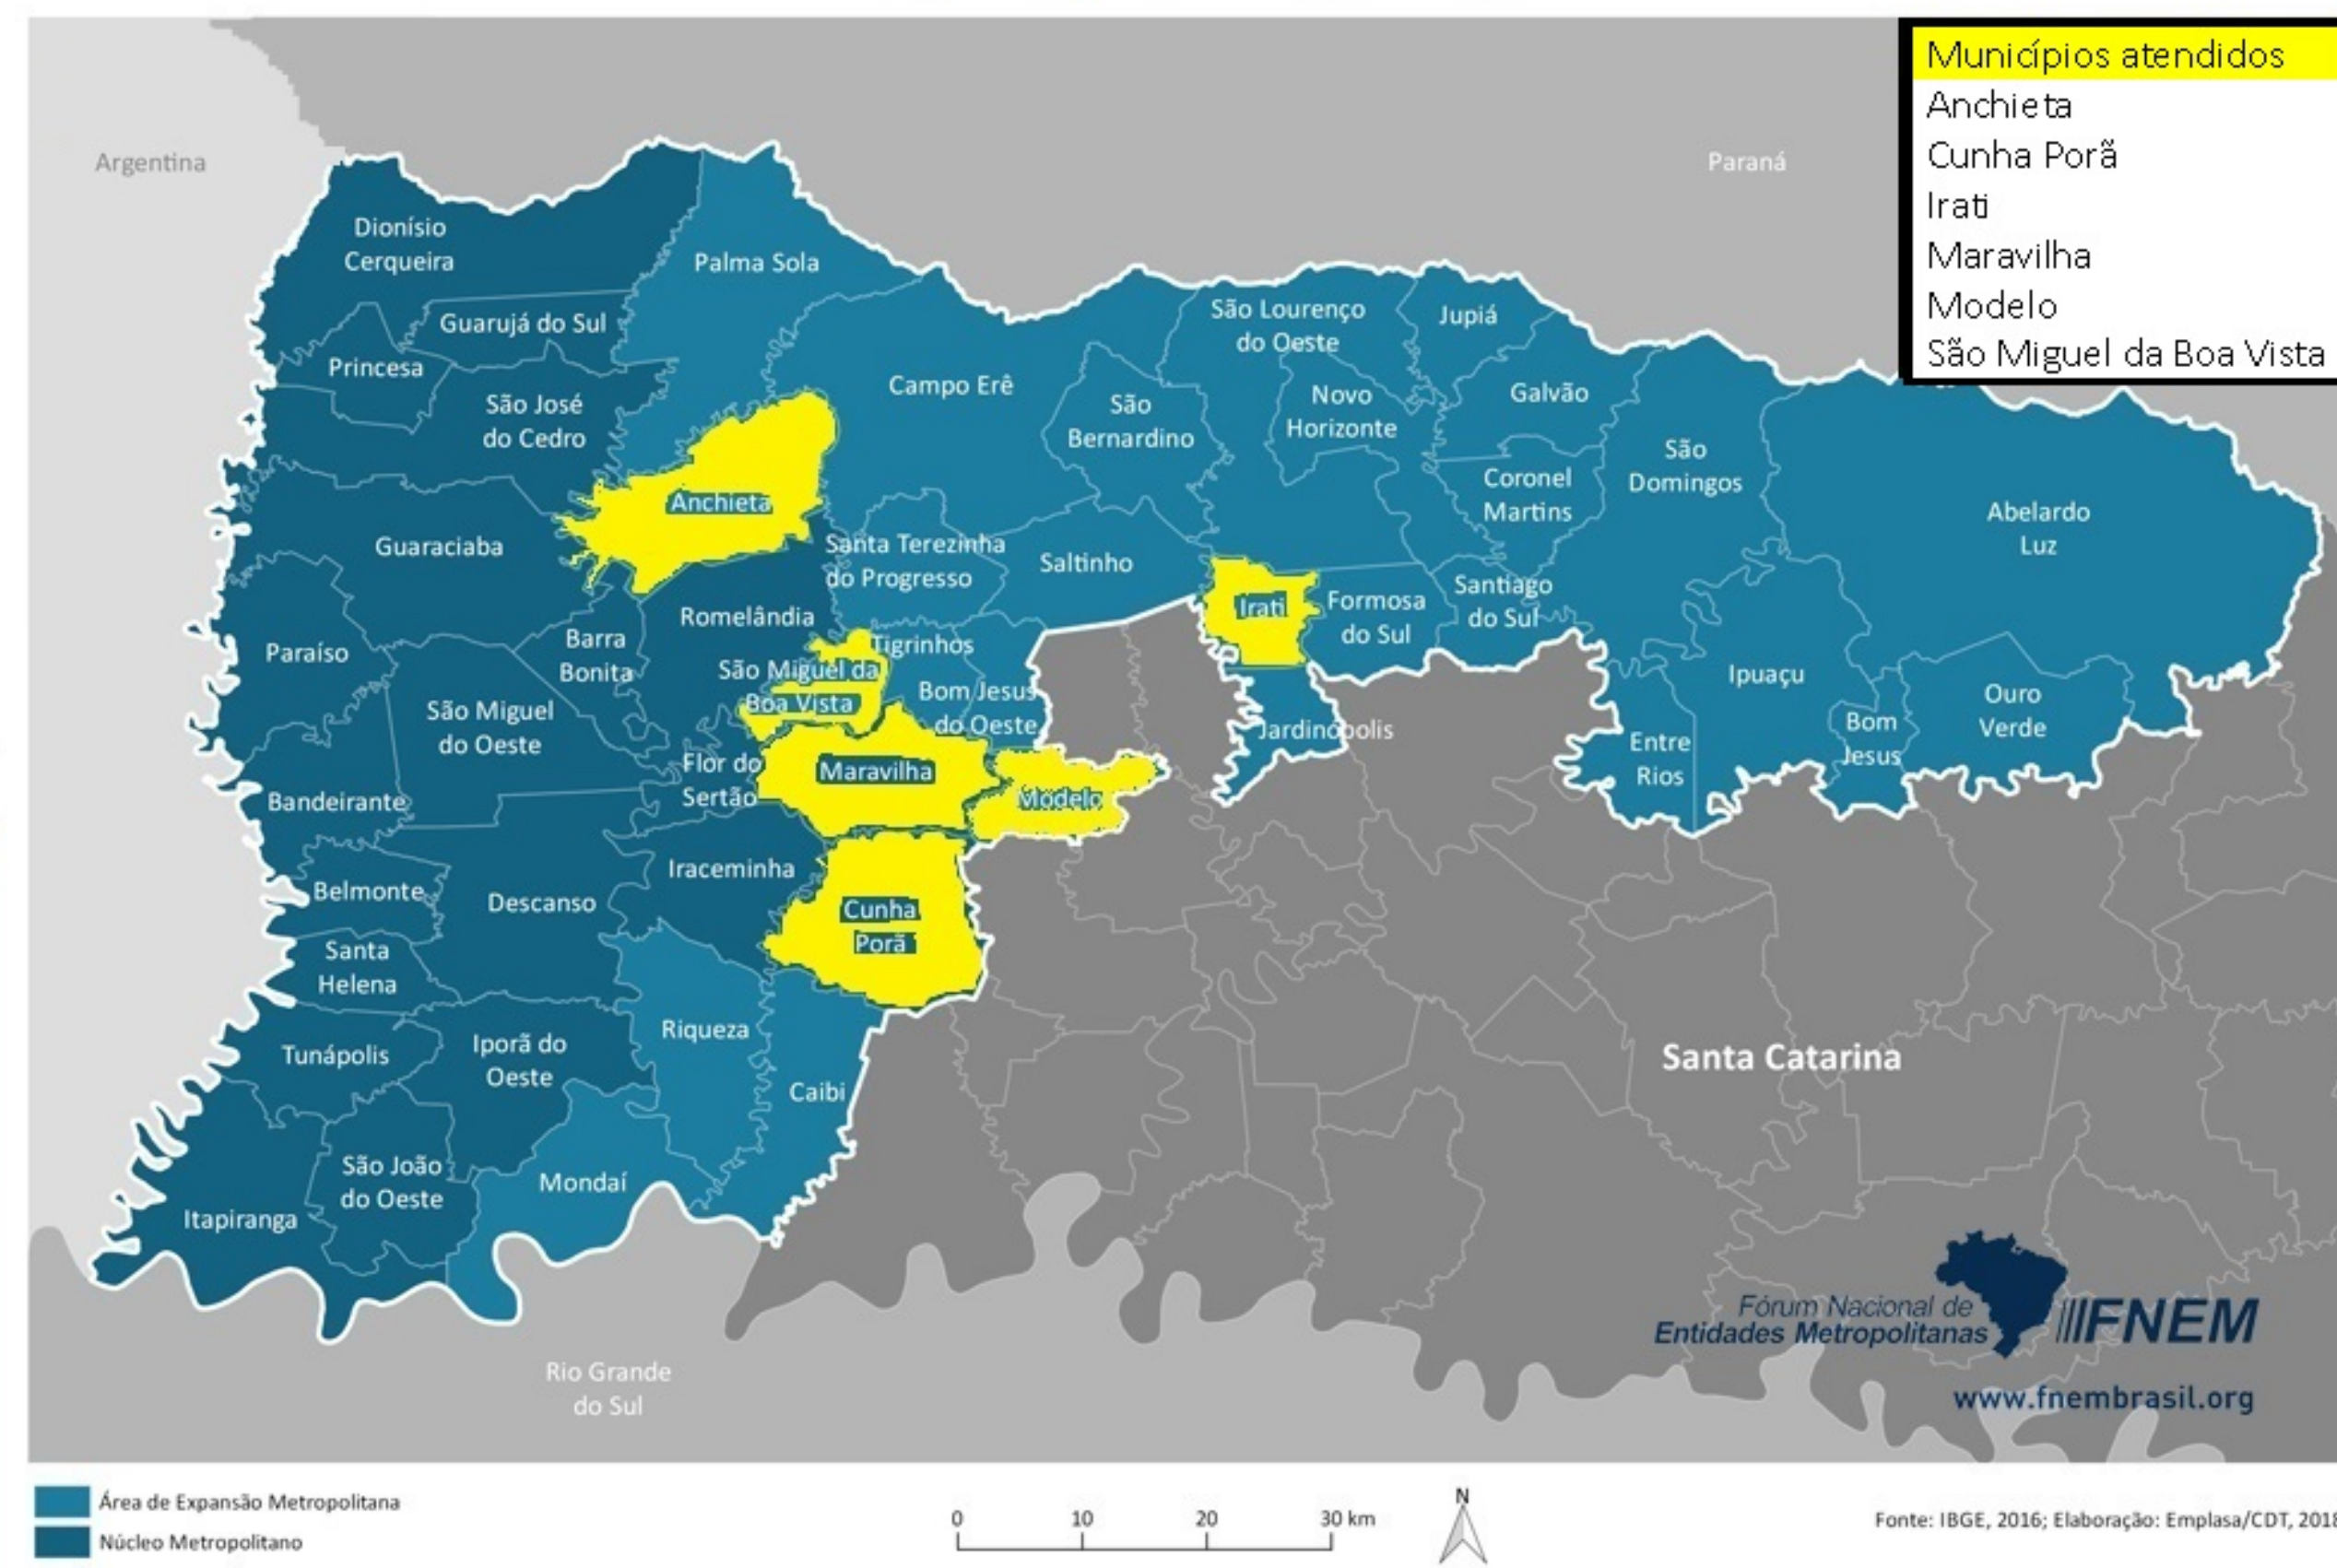 Municípios atendidos
Anchieta
Cunha Porã
Irati
Maravilha
Modelo
São Miguel da Boa Vista
Argentina
Paraná
Dionísio
Cerqueira
Palma Sola
Guarujá do Sul
Princesa
São José
do Cedro
Campo Erê
São
Bernardino
São Lourenço
do Oeste
Jupiá
Novo
Horizonte
Galvão
São
Domingos
Coronel
Martins
Abelardo
Luz
Anchieta
Guaraciaba
Santa Terezinha
do Progresso
Saltinho
Irati
Formosa
do Sul
Santiago
do Sul
Romelândia
Barra
Bonita
Paraíso
Tigrinhos
São Miguel da
Boa Vista
Bom Jesus
do Oeste
São Miguel
do Oeste
Ipuaçu
Ouro
Verde
Bom
Jesus
Jardinópolis
Entre
Rios
Flor do
Sertão
Maravilha
Modelo
Bandeirante
Iraceminha
Belmonte
Descanso
Cunha
Porã
Santa
Helena
Riqueza
Tunápolis
Iporã do
Oeste
Caibi
Santa Catarina
São João
do Oeste
Mondaí
Itapiranga
Rio Grande
do Sul
Fórum Nacional de
Entidades Metropolitanas
FNEM
www.fnembrasil.org
Área de Expansão Metropolitana
Núcleo Metropolitano
0 10 20 30 km
N
Fonte: IBGE, 2016; Elaboração: Emplasa/CDT, 2018